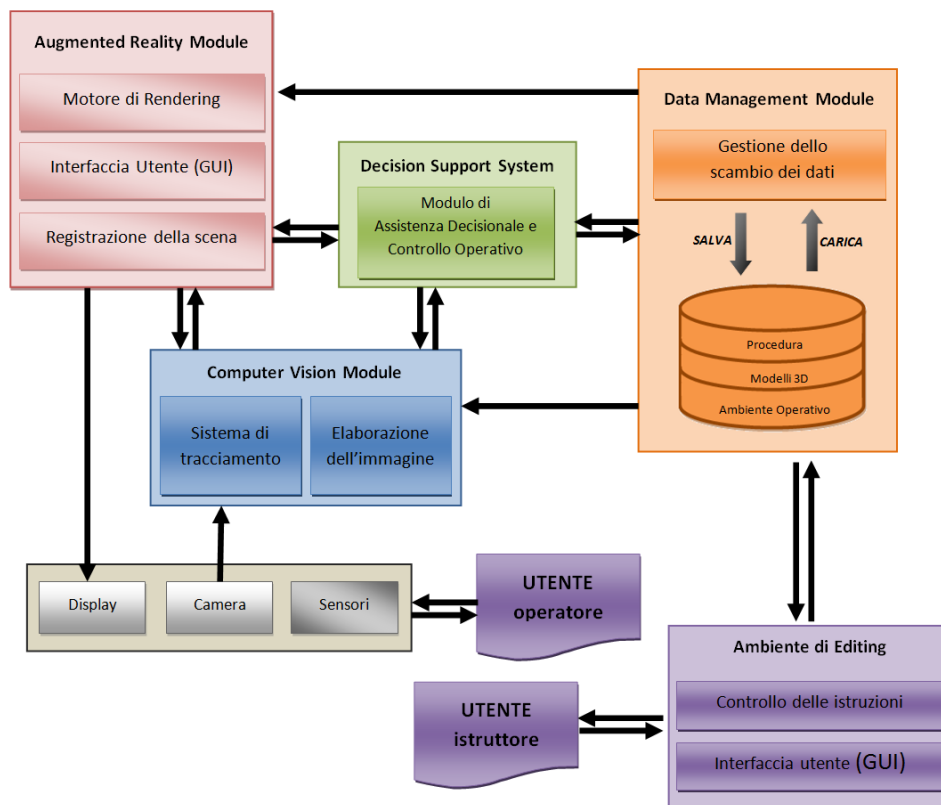 Augmented Reality Module
Motore di Rendering
Interfaccia Utente (GUI)
Registrazione della scena
Decision Support System
Modulo di
Assistenza Decisionale e
Controllo Operativo
Data Management Module
Gestione dello
scambio dei dati
SALVA
CARICA
Procedura
Modelli 3D
Ambiente Operativo
Computer Vision Module
Sistema di
tracciamento
Elaborazione
dell’immagine
Display
Camera
Sensori
UTENTE
operatore
UTENTE
istruttore
Ambiente di Editing
Controllo delle istruzioni
Interfaccia utente (GUI)